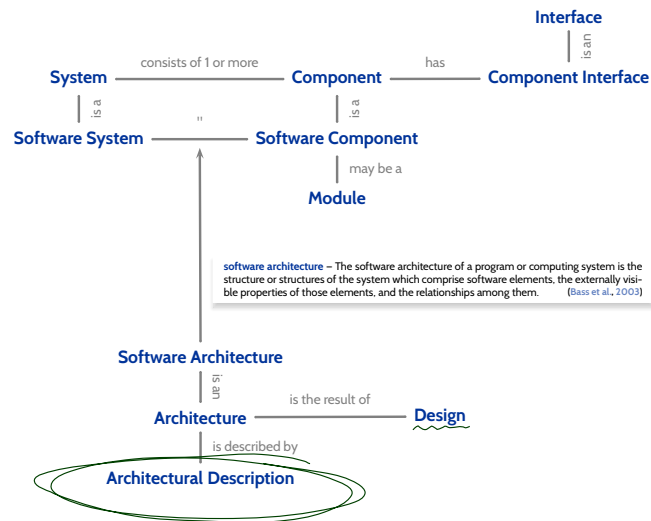 Interface
is an
System
consists of 1 or more
Component
has
Component Interface
is a
is a
Software System
"
Software Component
may be a
Module
software architecture – The software architecture of a program or computing system is the
structure or structures of the system which comprise software elements, the externally visi-
ble properties of those elements, and the relationships among them. (Bass et al., 2003)
Software Architecture
is an
Architecture
is the result of
Design
is described by
Architectural Description